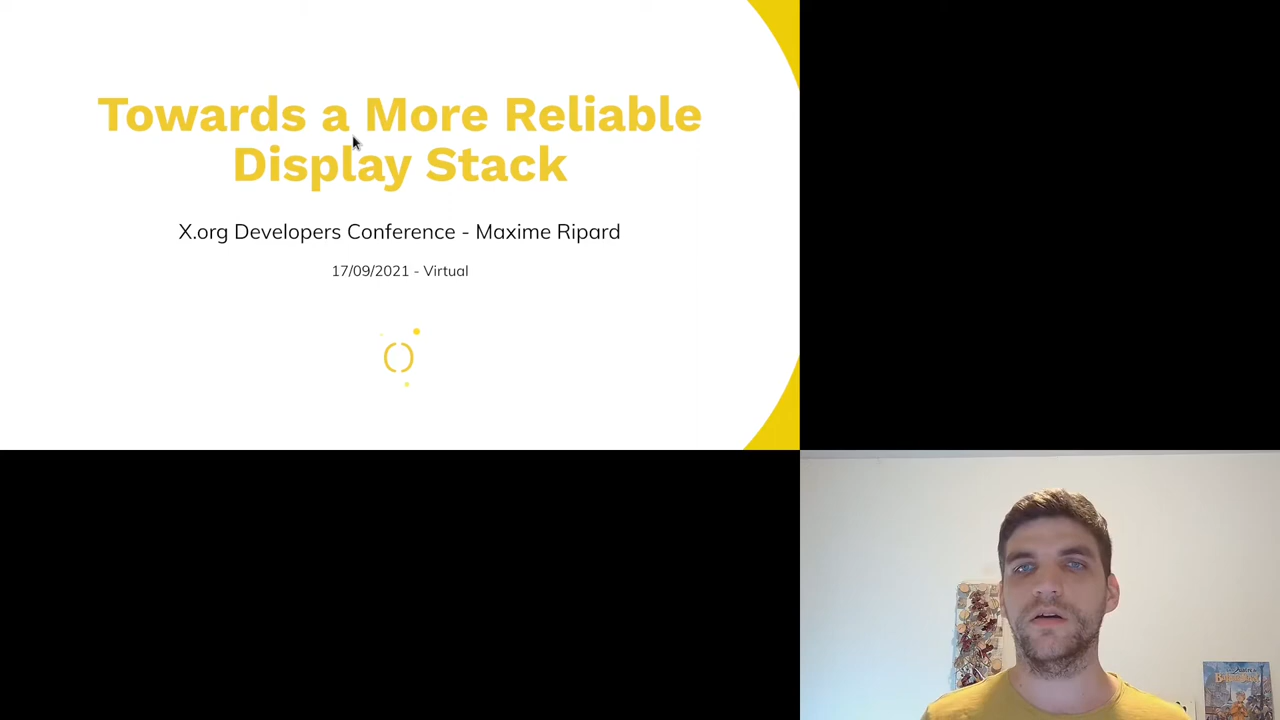 Towards a More Reliable
Display Stack
X.org Developers Conference - Maxime Ripard
17/09/2021 - Virtual